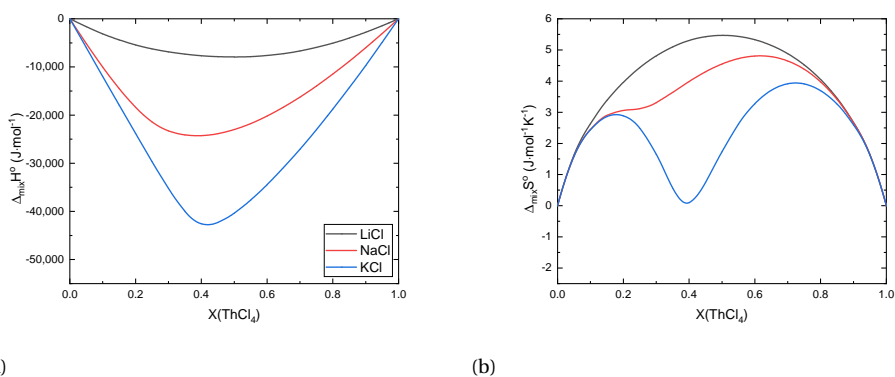 Δ_mixH° (J·mol⁻¹)
0
-10,000
-20,000
-30,000
-40,000
-50,000
0.0 0.2 0.4 0.6 0.8 1.0
X(ThCl₄)
LiCl
NaCl
KCl
)
Δ_mixS° (J·mol⁻¹K⁻¹)
6
5
4
3
2
1
0
-1
-2
0.0 0.2 0.4 0.6 0.8 1.0
X(ThCl₄)
(b)